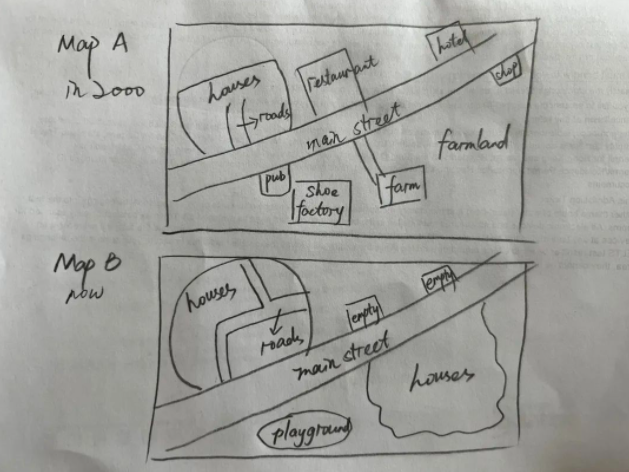 Map A
in 2000
hotel
restaurant
houses
shop
roads
main street
farmland
pub
shoe
factory
farm
Map B
now
houses
empty
empty
roads
main street
houses
playground